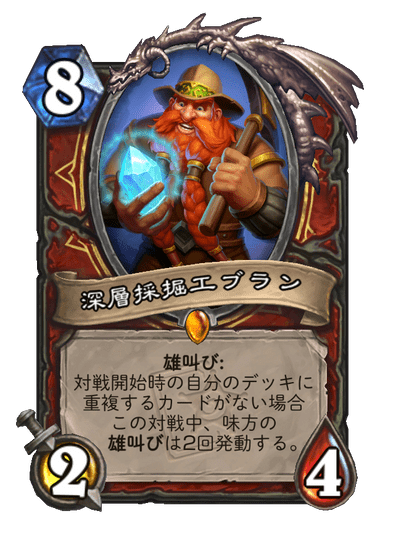 8
深層採掘工ブラン
雄叫び:
対戦開始時の自分のデッキに
重複するカードがない場合
この対戦中、味方の
雄叫びは2回発動する。
2
4